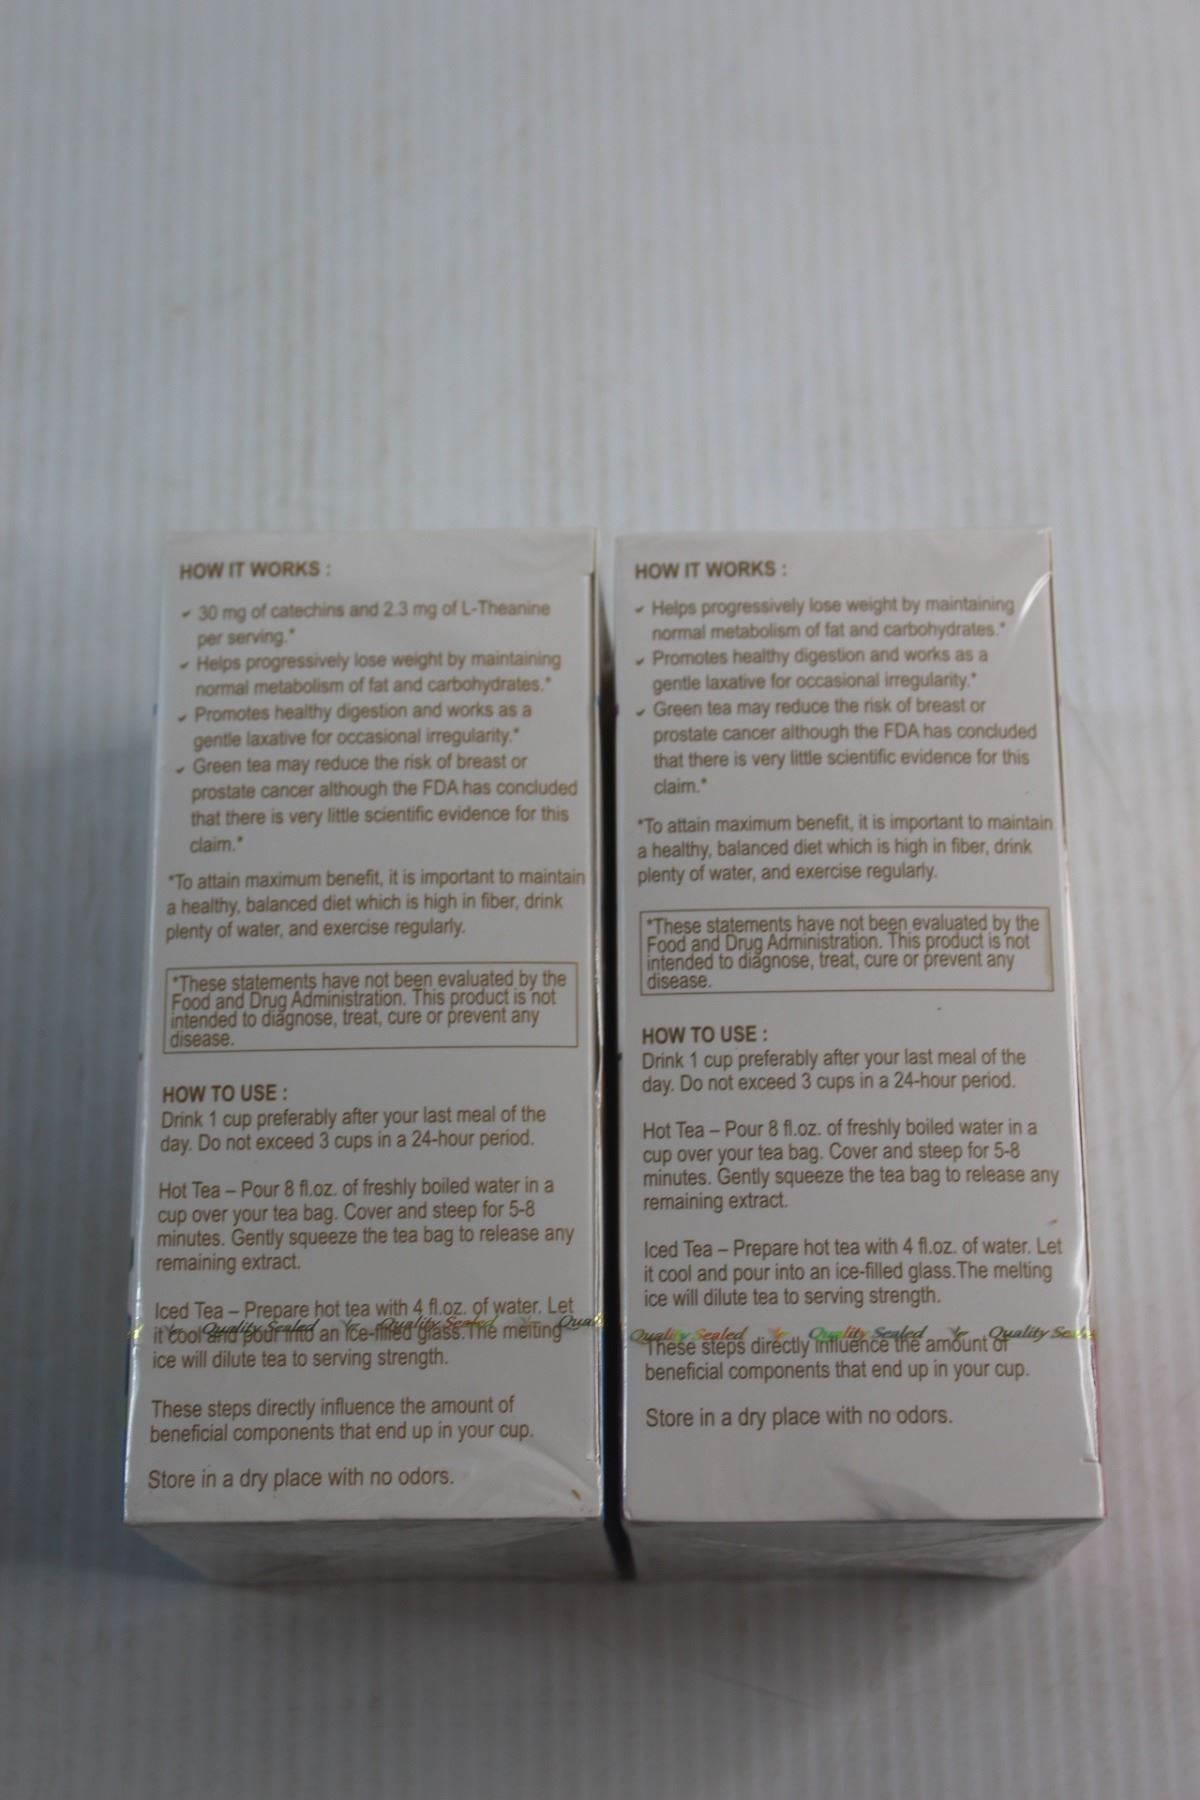 HOW IT WORKS :
✓ 30 mg of catechins and 2.3 mg of L-Theanine
per serving.*
✓ Helps progressively lose weight by maintaining
normal metabolism of fat and carbohydrates.*
✓ Promotes healthy digestion and works as a
gentle laxative for occasional irregularity.*
✓ Green tea may reduce the risk of breast or
prostate cancer although the FDA has concluded
that there is very little scientific evidence for this
claim.*
*To attain maximum benefit, it is important to maintain
a healthy, balanced diet which is high in fiber, drink
plenty of water, and exercise regularly.
*These statements have not been evaluated by the
Food and Drug Administration. This product is not
intended to diagnose, treat, cure or prevent any
disease.
HOW TO USE :
Drink 1 cup preferably after your last meal of the
day. Do not exceed 3 cups in a 24-hour period.
Hot Tea – Pour 8 fl.oz. of freshly boiled water in a
cup over your tea bag. Cover and steep for 5-8
minutes. Gently squeeze the tea bag to release any
remaining extract.
Iced Tea – Prepare hot tea with 4 fl.oz. of water. Let
it cool and pour into an ice-filled glass.The melting
Quality Sealed Quality Sealed Qual
ice will dilute tea to serving strength.
These steps directly influence the amount of
beneficial components that end up in your cup.
Store in a dry place with no odors.
HOW IT WORKS :
✓ Helps progressively lose weight by maintaining
normal metabolism of fat and carbohydrates.*
✓ Promotes healthy digestion and works as a
gentle laxative for occasional irregularity.*
✓ Green tea may reduce the risk of breast or
prostate cancer although the FDA has concluded
that there is very little scientific evidence for this
claim.*
*To attain maximum benefit, it is important to maintain
a healthy, balanced diet which is high in fiber, drink
plenty of water, and exercise regularly.
*These statements have not been evaluated by the
Food and Drug Administration. This product is not
intended to diagnose, treat, cure or prevent any
disease.
HOW TO USE :
Drink 1 cup preferably after your last meal of the
day. Do not exceed 3 cups in a 24-hour period.
Hot Tea – Pour 8 fl.oz. of freshly boiled water in a
cup over your tea bag. Cover and steep for 5-8
minutes. Gently squeeze the tea bag to release any
remaining extract.
Iced Tea – Prepare hot tea with 4 fl.oz. of water. Let
it cool and pour into an ice-filled glass.The melting
ice will dilute tea to serving strength.
Quality Sealed Quality Sealed Quality Seale
These steps directly influence the amount of
beneficial components that end up in your cup.
Store in a dry place with no odors.